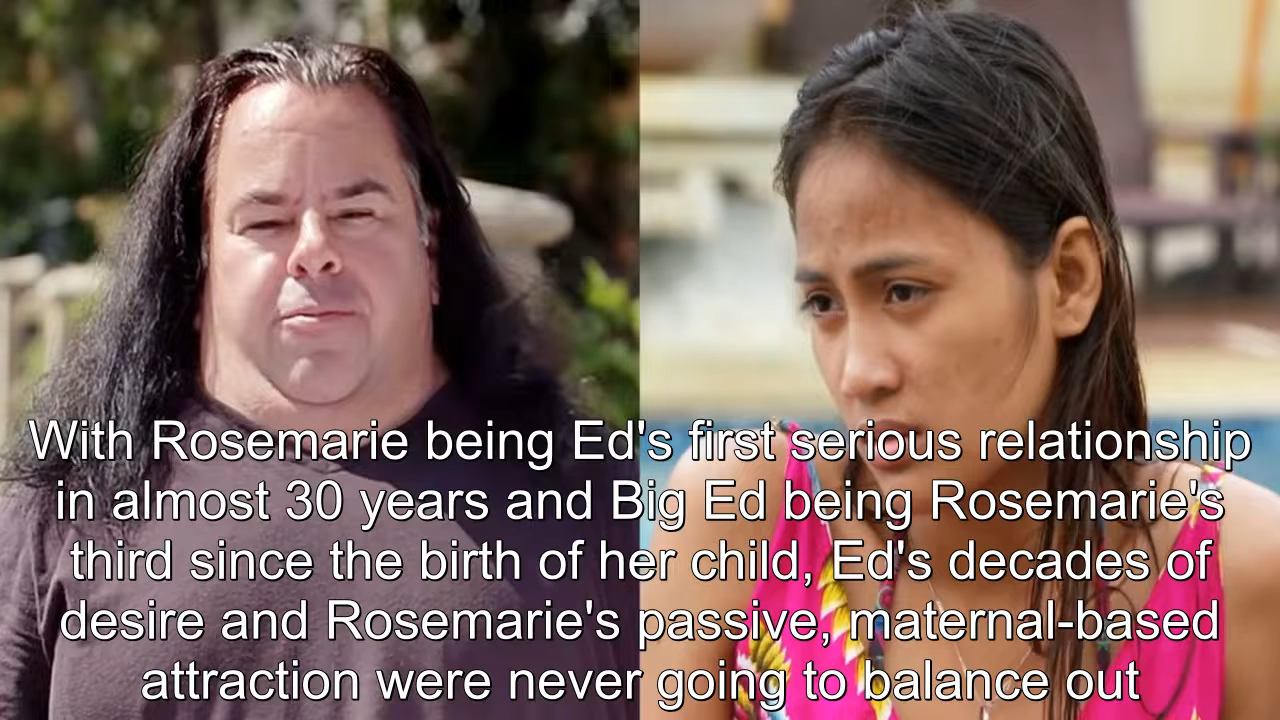 With Rosemarie being Ed's first serious relationship
in almost 30 years and Big Ed being Rosemarie's
third since the birth of her child, Ed's decades of
desire and Rosemarie's passive, maternal-based
attraction were never going to balance out